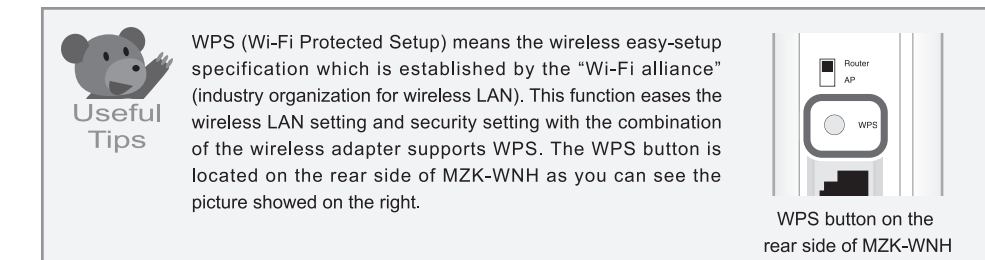 Useful
Tips
WPS (Wi-Fi Protected Setup) means the wireless easy-setup
specification which is established by the “Wi-Fi alliance”
(industry organization for wireless LAN). This function eases the
wireless LAN setting and security setting with the combination
of the wireless adapter supports WPS. The WPS button is
located on the rear side of MZK-WNH as you can see the
picture showed on the right.
Router
AP
WPS
WPS button on the
rear side of MZK-WNH